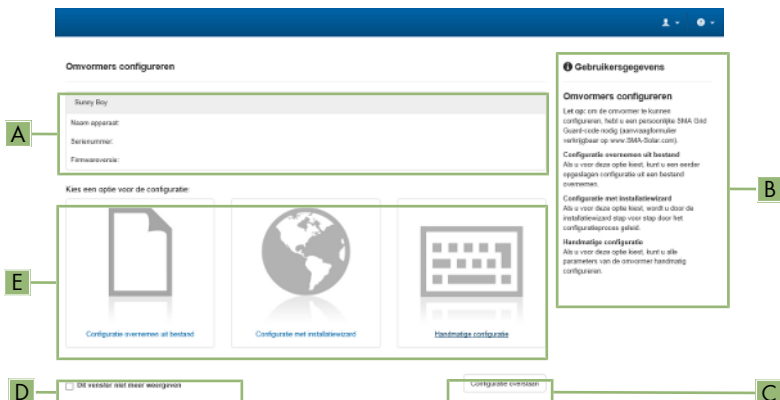 Omvormers configureren
Sunny Boy
Naam apparaat:
Serienummer:
Firmwareversie:
Kies een optie voor de configuratie:
Configuratie overnemen uit bestand
Configuratie met installatiewizard
Handmatige configuratie
Dit venster niet meer weergeven
Configuratie overslaan
Gebruikersgegevens
Omvormers configureren
Let op: om de omvormer te kunnen
configureren, hebt u een persoonlijke SMA Grid
Guard-code nodig (aanvraagformulier
verkrijgbaar op www.SMA-Solar.com).
Configuratie overnemen uit bestand
Als u voor deze optie kiest, kunt u een eerder
opgeslagen configuratie uit een bestand
overnemen.
Configuratie met installatiewizard
Als u voor deze optie kiest, wordt u door de
installatiewizard stap voor stap door het
configuratieproces geleid.
Handmatige configuratie
Als u voor deze optie kiest, kunt u alle
parameters van de omvormer handmatig
configureren.
A
B
E
D
C